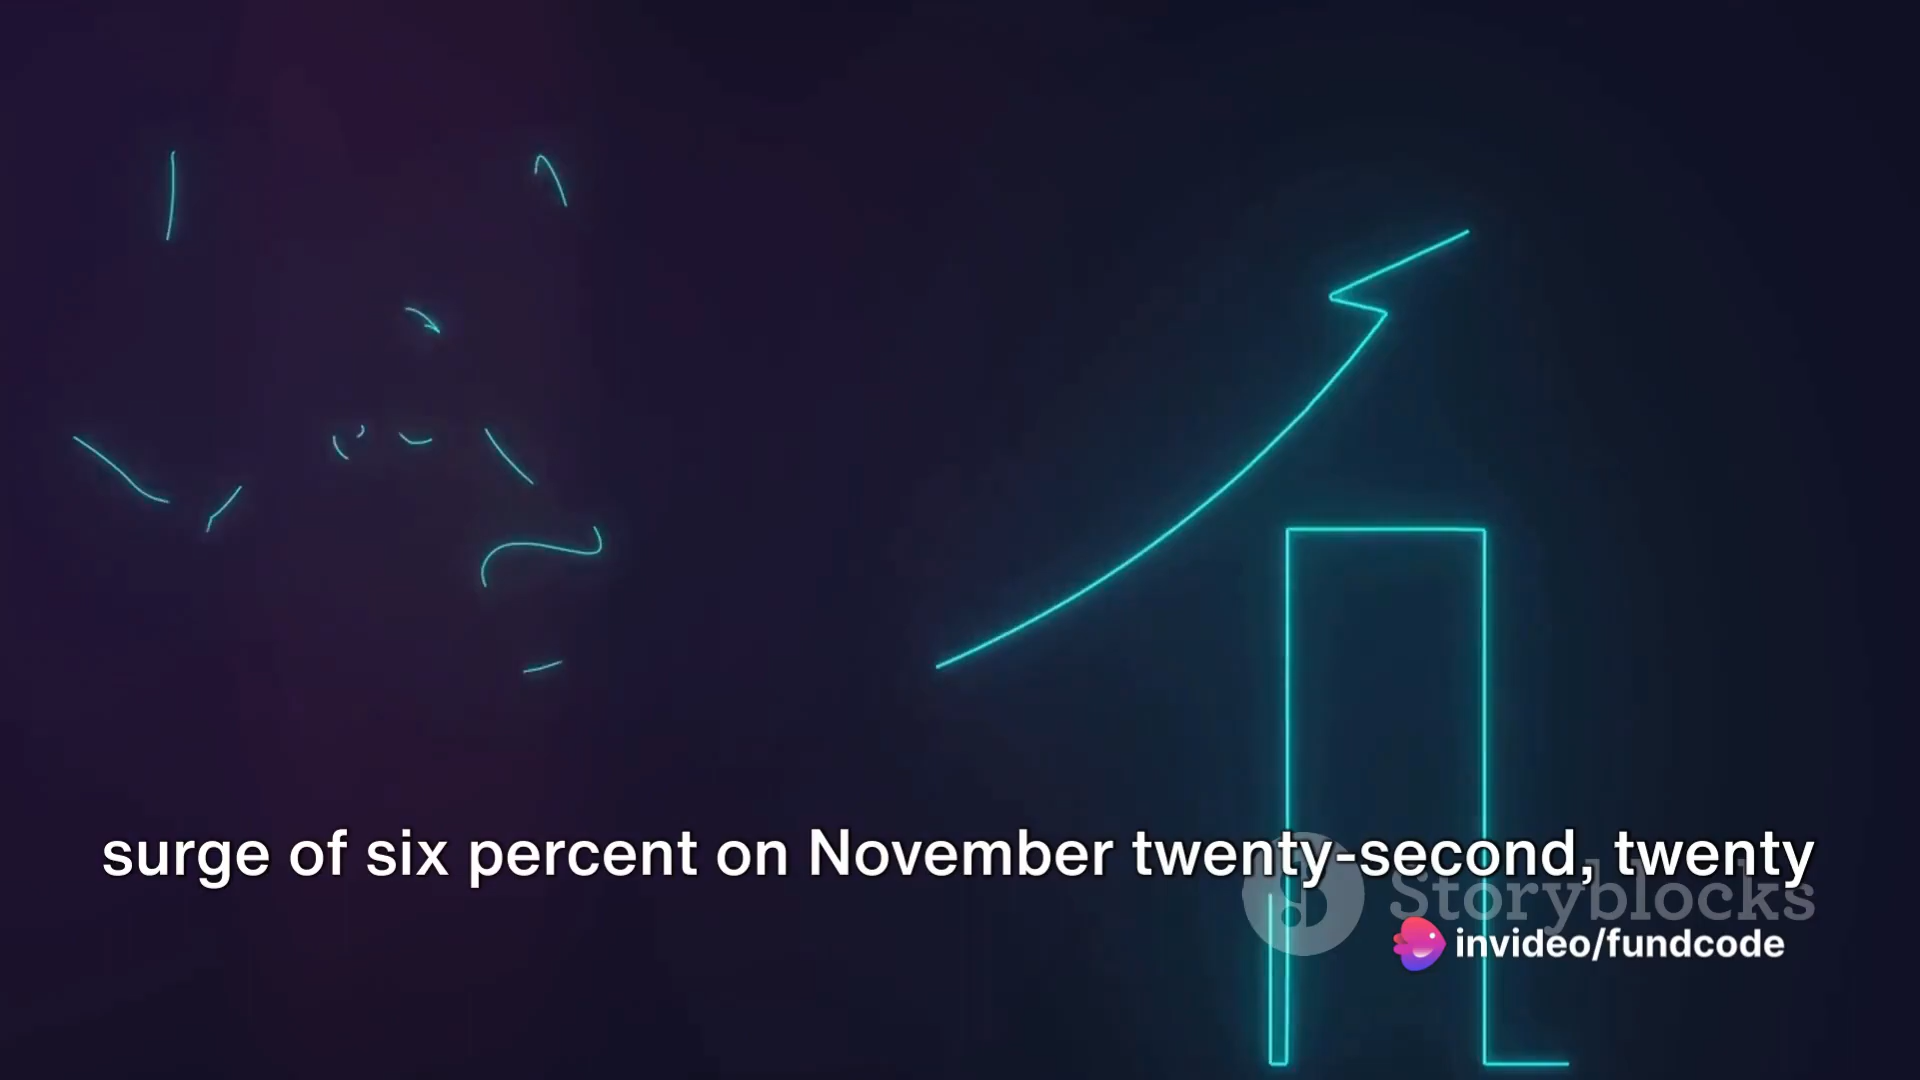 surge of six percent on November twenty-second, twenty
Storyblocks
invideo/fundcode